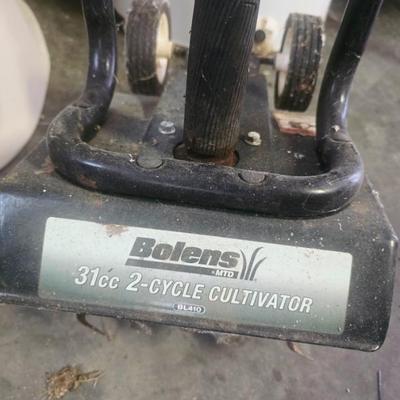 Bolens
MTD
31cc 2-CYCLE CULTIVATOR
BL410